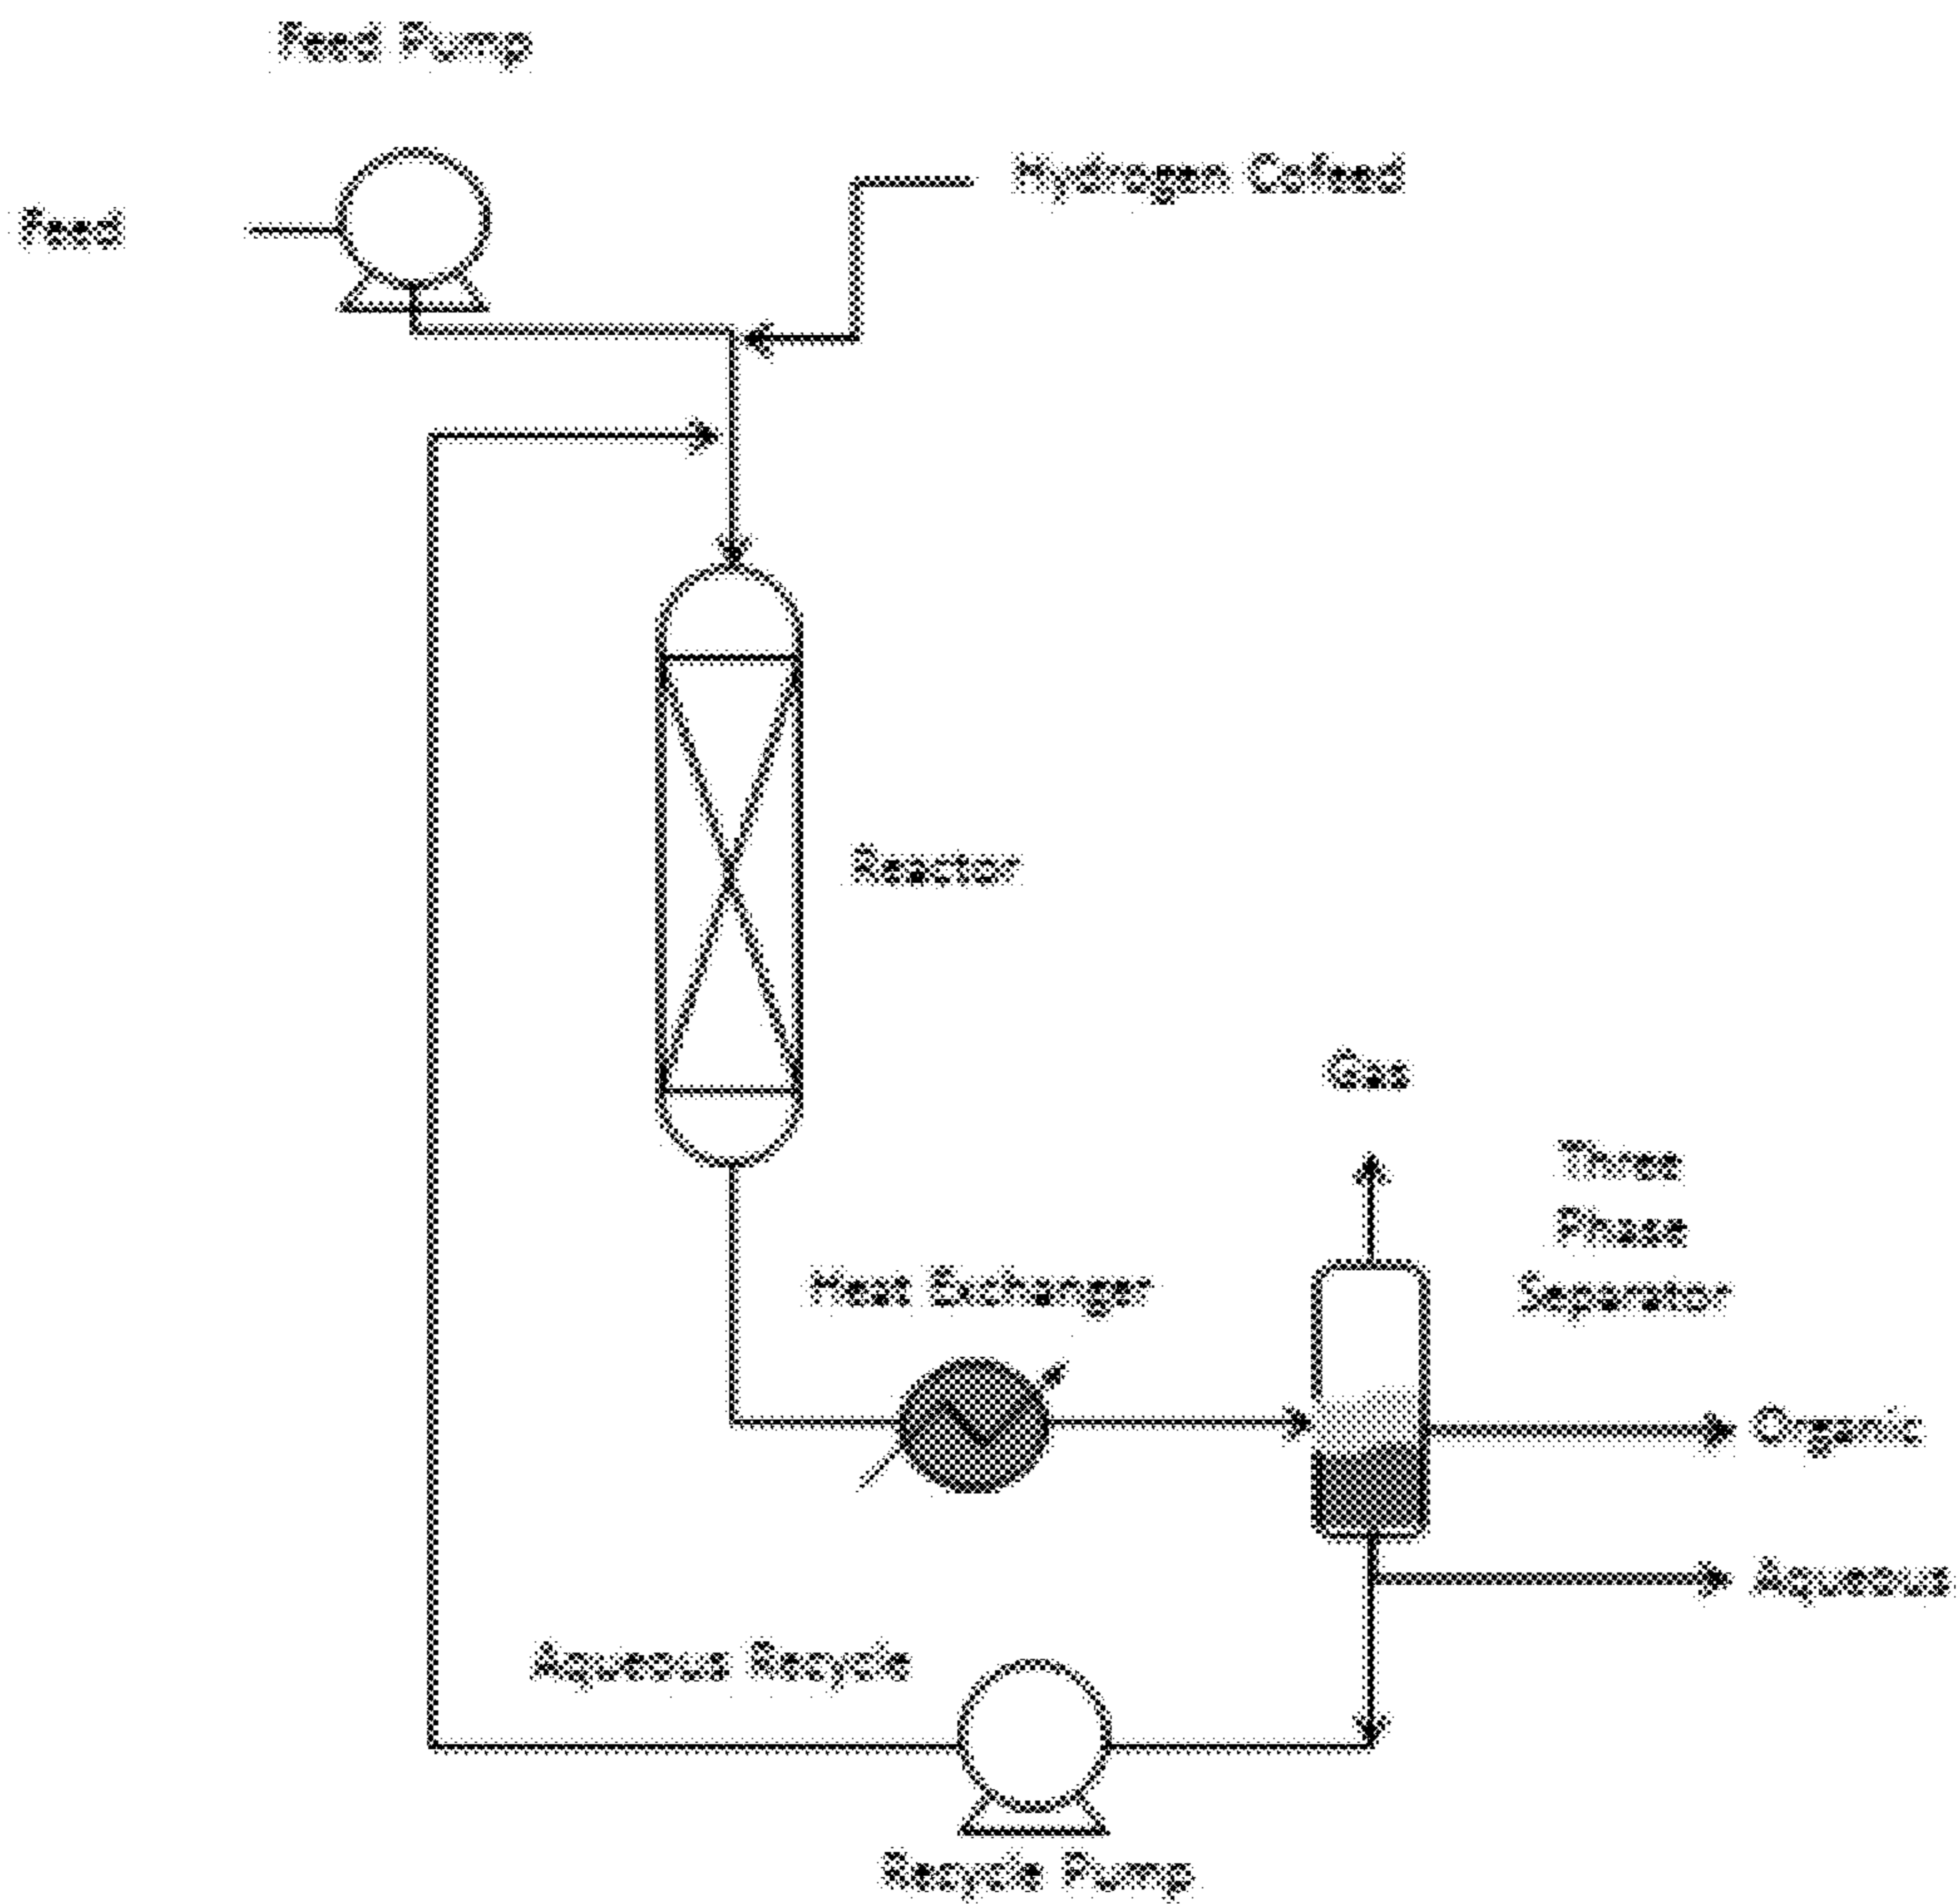 Feed Pump
Hydrogen Cofeed
Feed
Reactor
Gas
Three
Phase
Separator
Heat Exchanger
Organic
Aqueous
Aqueous Recycle
Recycle Pump